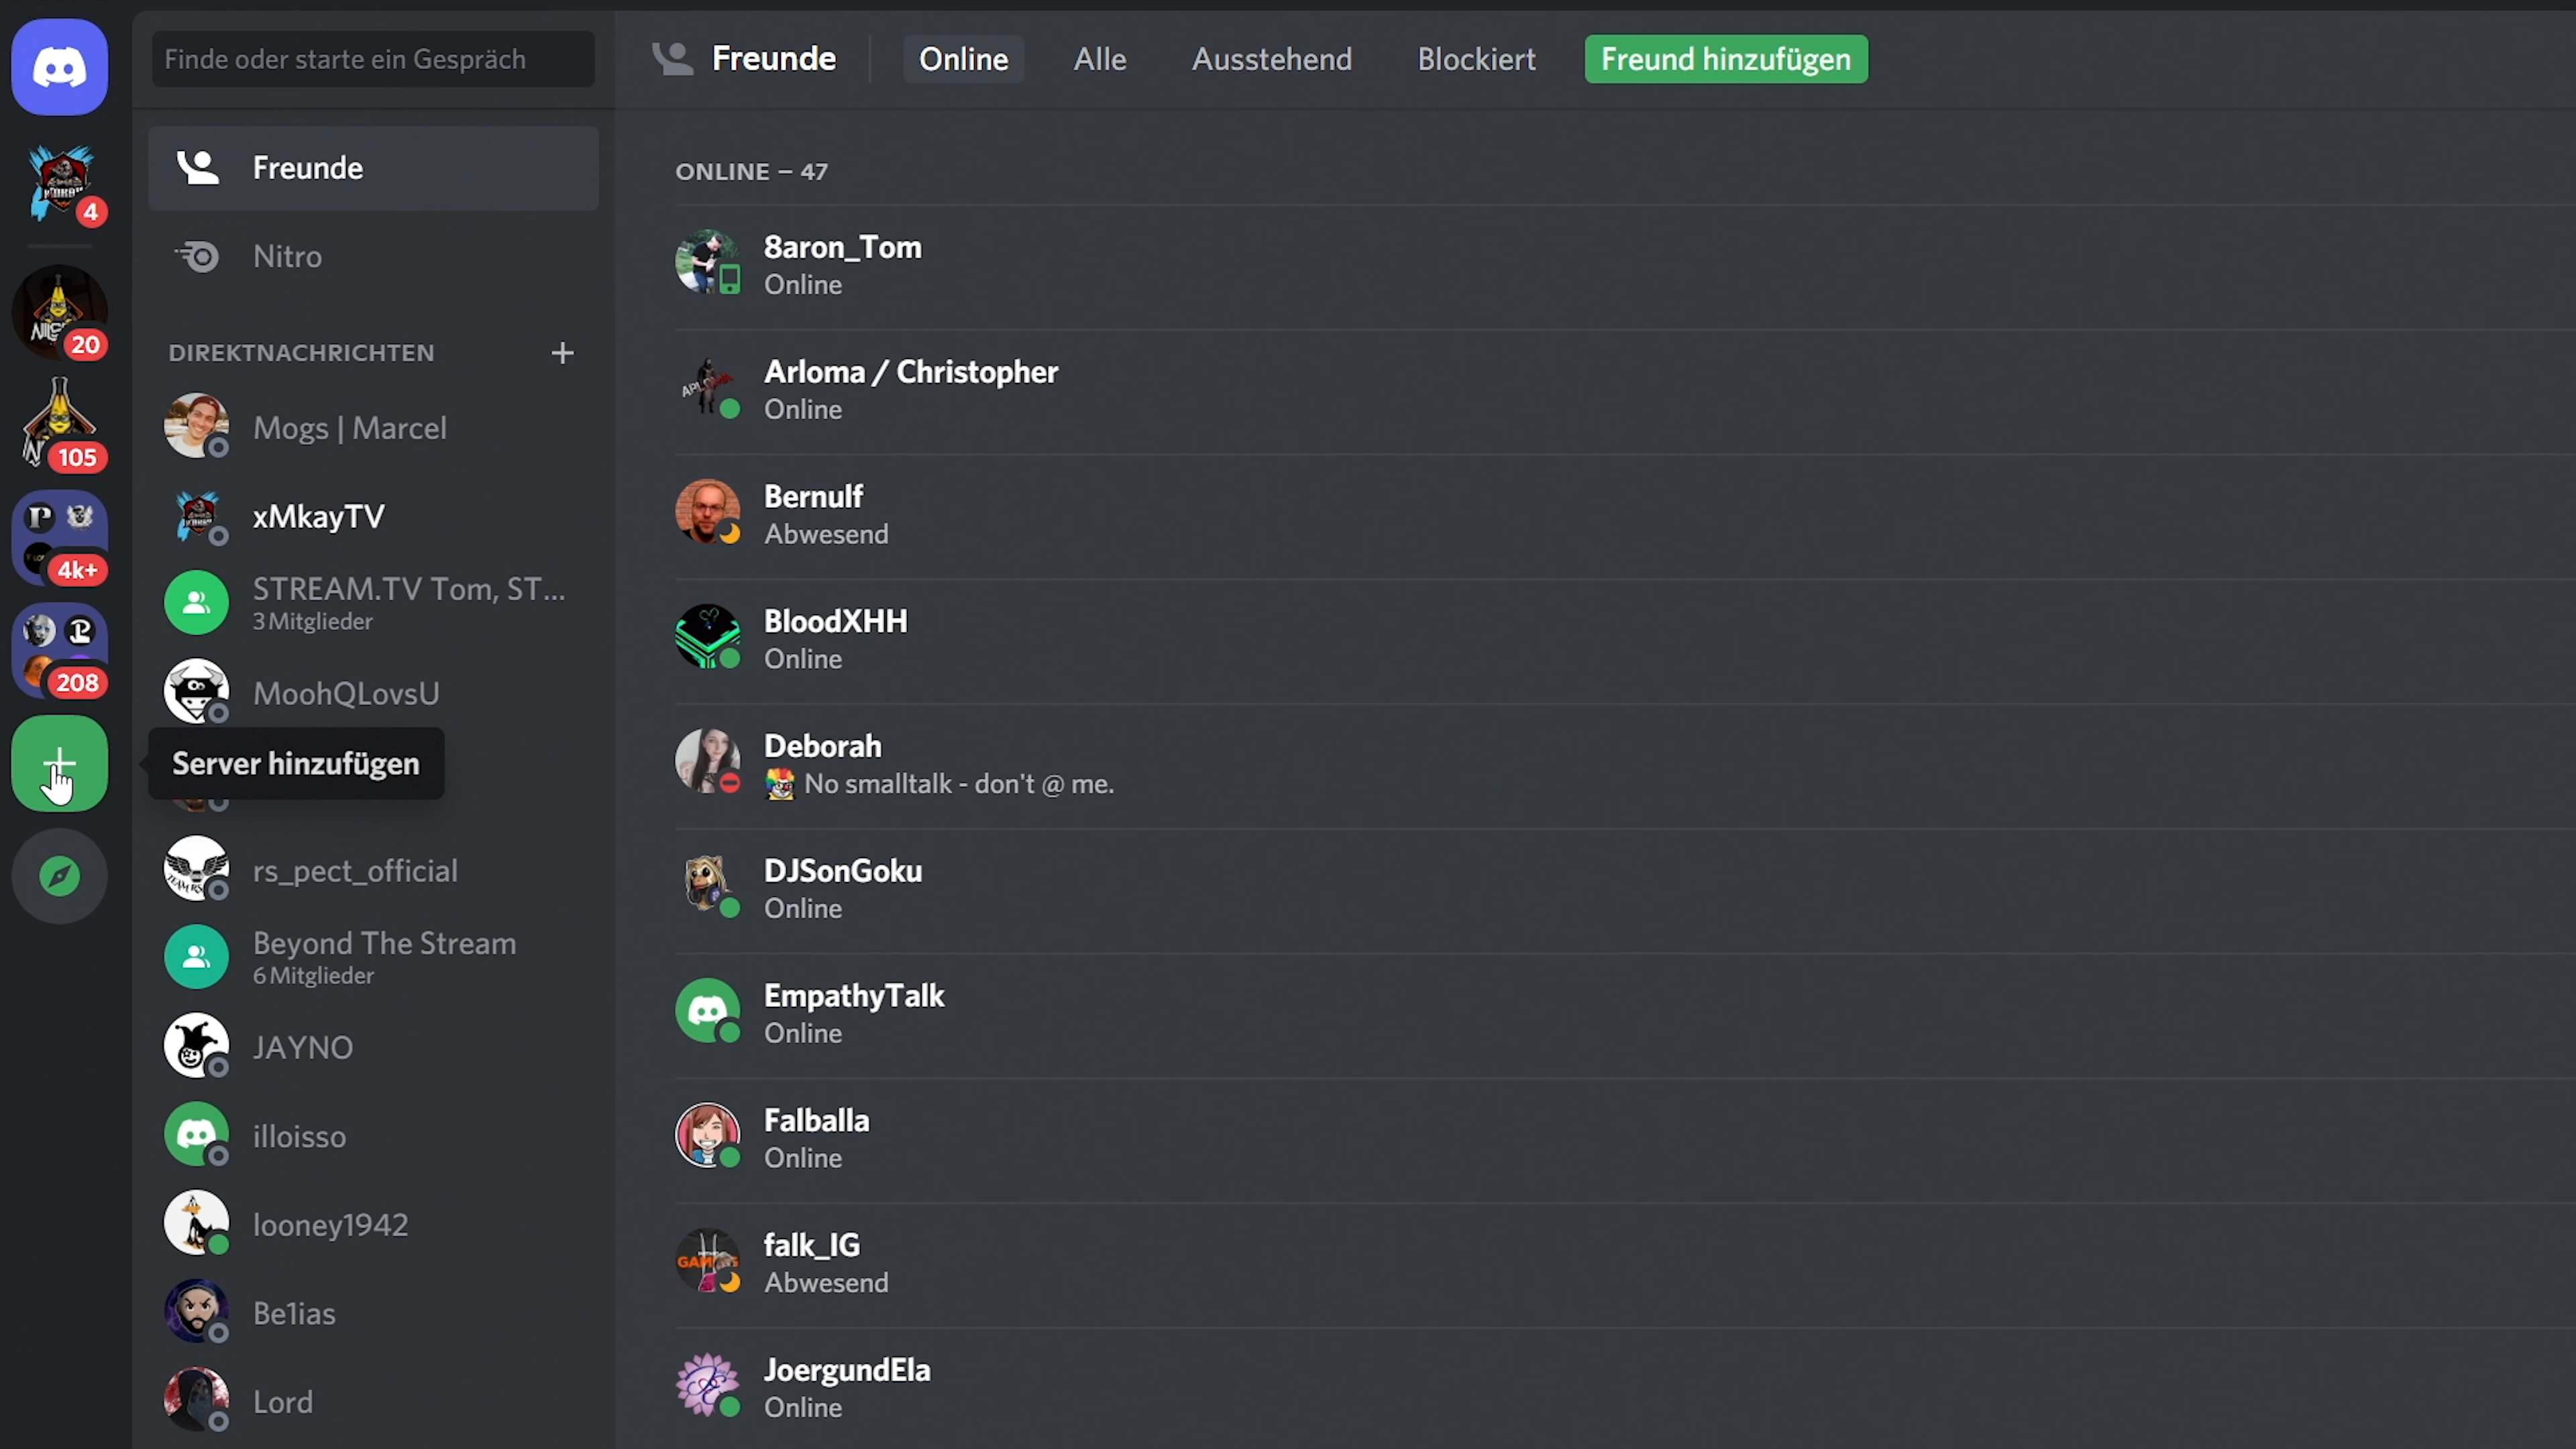 Finde oder starte ein Gespräch
Freunde
Online
Alle
Ausstehend
Blockiert
Freund hinzufügen
4
20
105
4k+
208
Freunde
Nitro
DIREKTNACHRICHTEN
Mogs | Marcel
xMkayTV
STREAM.TV Tom, ST...
3 Mitglieder
MoohQLovsU
Server hinzufügen
rs_pect_official
Beyond The Stream
6 Mitglieder
JAYNO
illoisso
looney1942
Be1ias
Lord
ONLINE – 47
8aron_Tom
Online
Arloma / Christopher
Online
Bernulf
Abwesend
BloodXHH
Online
Deborah
No smalltalk - don't @ me.
DJSonGoku
Online
EmpathyTalk
Online
Falballa
Online
falk_IG
Abwesend
JoergundEla
Online